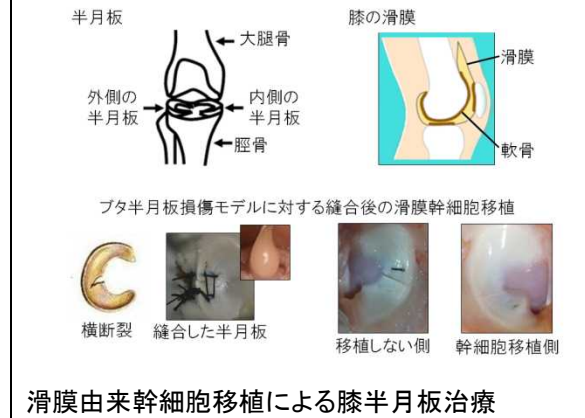 半月板
大腿骨
外側の
半月板
内側の
半月板
脛骨
膝の滑膜
滑膜
軟骨
ブタ半月板損傷モデルに対する縫合後の滑膜幹細胞移植
横断裂
縫合した半月板
移植しない側
幹細胞移植側
滑膜由来幹細胞移植による膝半月板治療